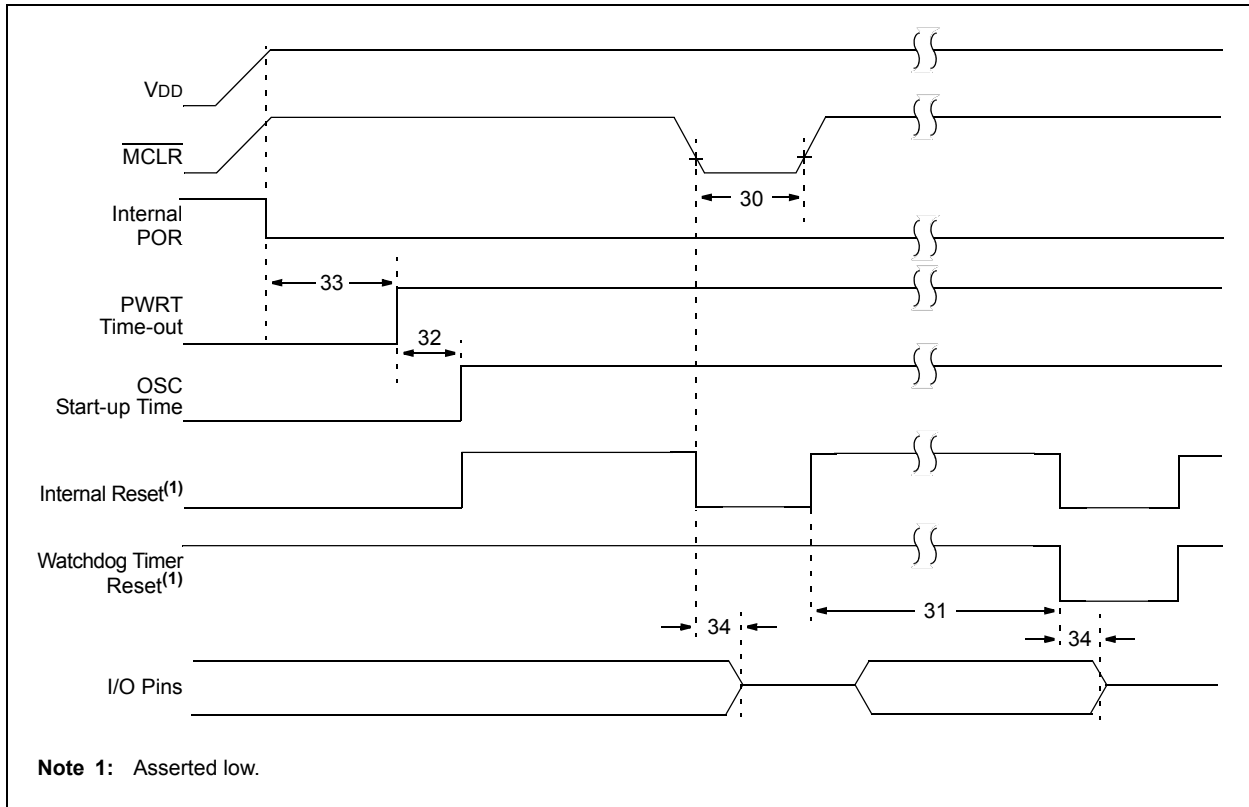 VDD
MCLR
30
Internal
POR
33
PWRT
Time-out
32
OSC
Start-up Time
Internal Reset(1)
Watchdog Timer
Reset(1)
31
34
34
I/O Pins
Note 1: Asserted low.